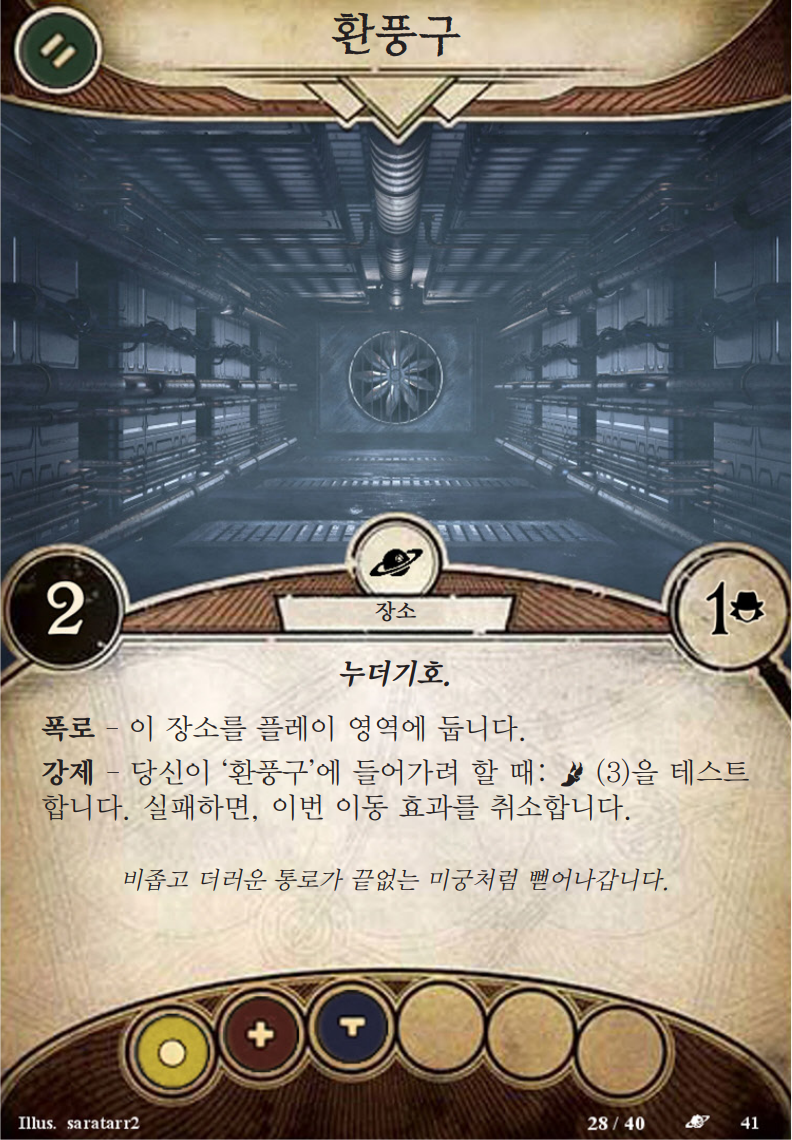 환풍구
2
장소
1
누더기호.
폭로 – 이 장소를 플레이 영역에 둡니다.
강제 – 당신이 ‘환풍구’에 들어가려 할 때: (3)을 테스트
합니다. 실패하면, 이번 이동 효과를 취소합니다.
비좁고 더러운 통로가 끝없는 미궁처럼 뻗어나갑니다.
Illus. saratarr2
28 / 40
41